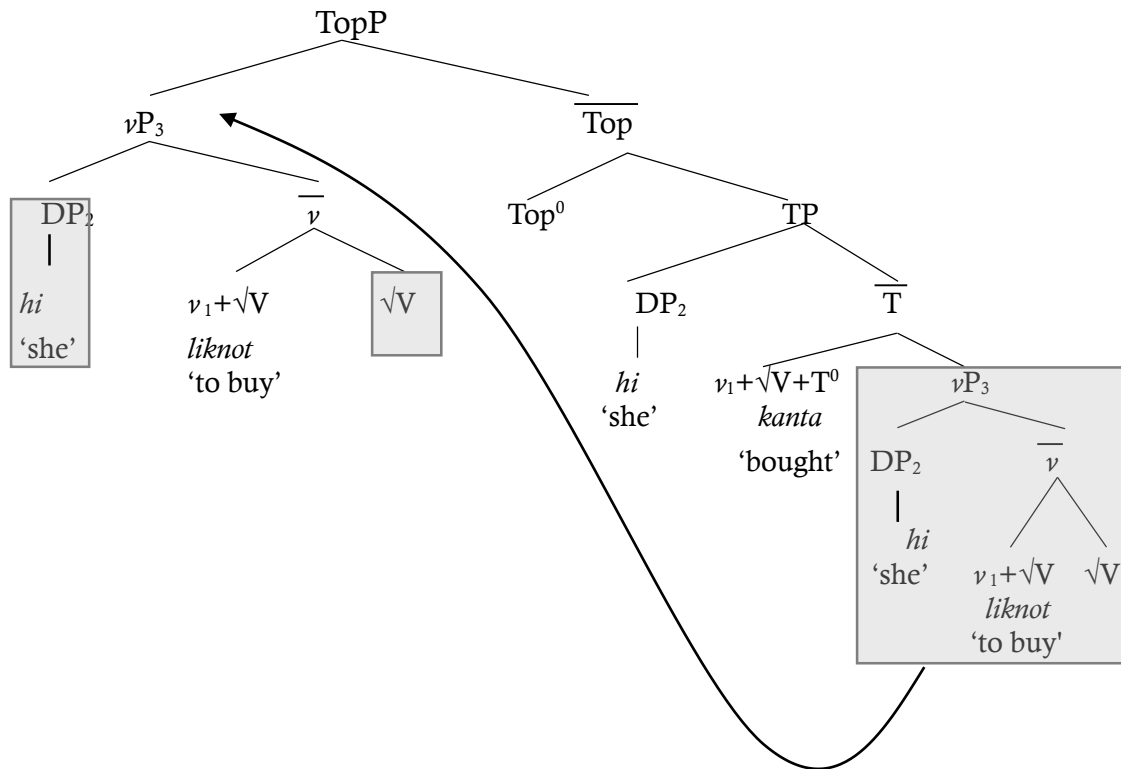 TopP
vP₃ T̅o̅p̅
DP₂ v̅ Top⁰ TP
hi v₁+√V √V DP₂ T̅
‘she’ liknot
‘to buy’ hi v₁+√V+T⁰ vP₃
‘she’ kanta
‘bought’ DP₂ v̅
hi
‘she’ v₁+√V √V
liknot
‘to buy'